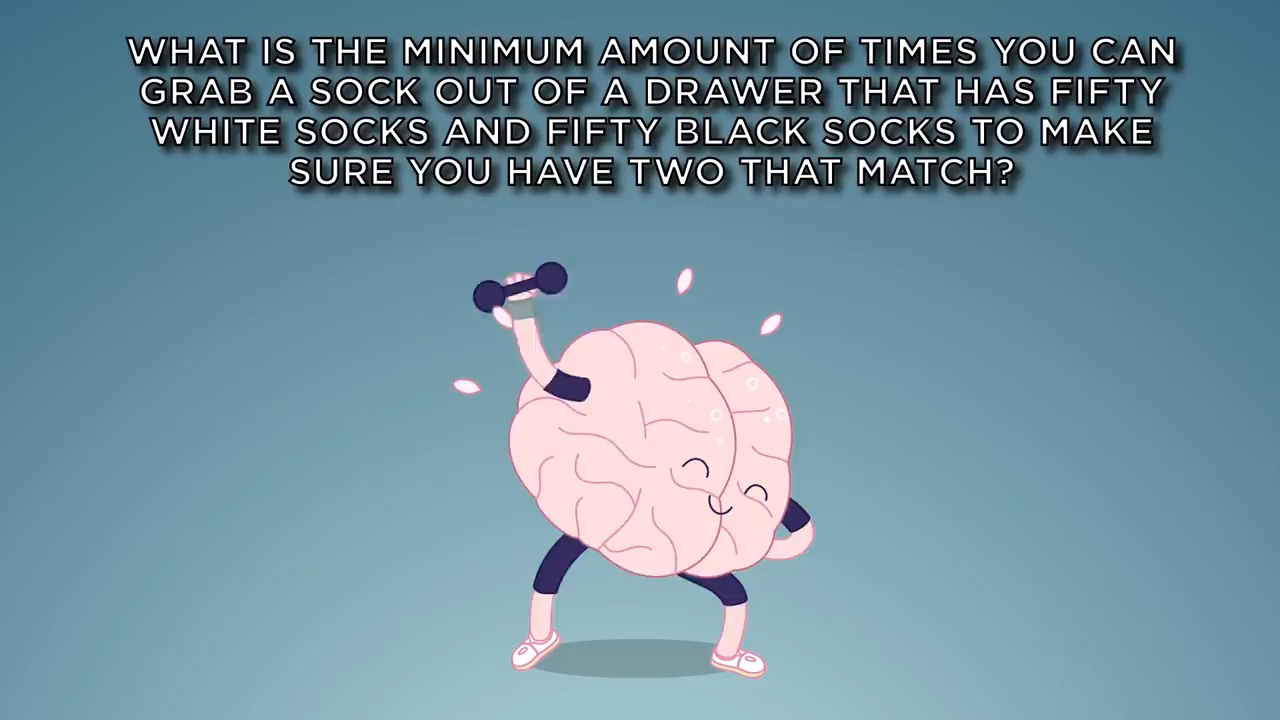 WHAT IS THE MINIMUM AMOUNT OF TIMES YOU CAN
GRAB A SOCK OUT OF A DRAWER THAT HAS FIFTY
WHITE SOCKS AND FIFTY BLACK SOCKS TO MAKE
SURE YOU HAVE TWO THAT MATCH?